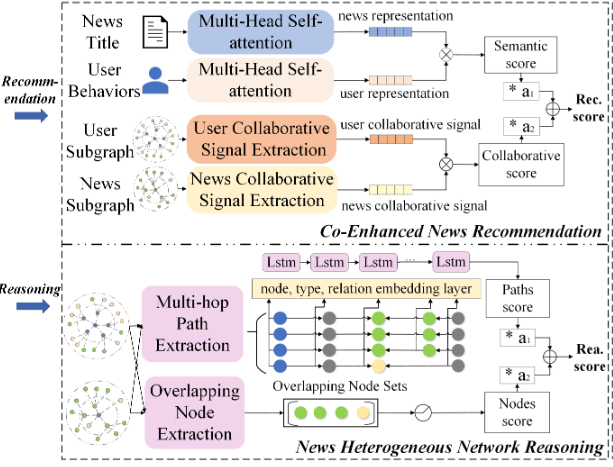 News
Title
Multi-Head Self-
attention
news representation
User
Behaviors
Multi-Head Self-
attention
user representation
Semantic
score
* a1
Recomm-
endation
Rec.
score
* a2
User
Subgraph
User Collaborative
Signal Extraction
user collaborative signal
Collaborative
score
News
Subgraph
News Collaborative
Signal Extraction
news collaborative signal
Co-Enhanced News Recommendation
Lstm Lstm Lstm ... Lstm
node, type, relation embedding layer
Reasoning
Multi-hop
Path
Extraction
Paths
score
* a1
Rea.
score
* a2
Overlapping
Node
Extraction
Overlapping Node Sets
Nodes
score
News Heterogeneous Network Reasoning